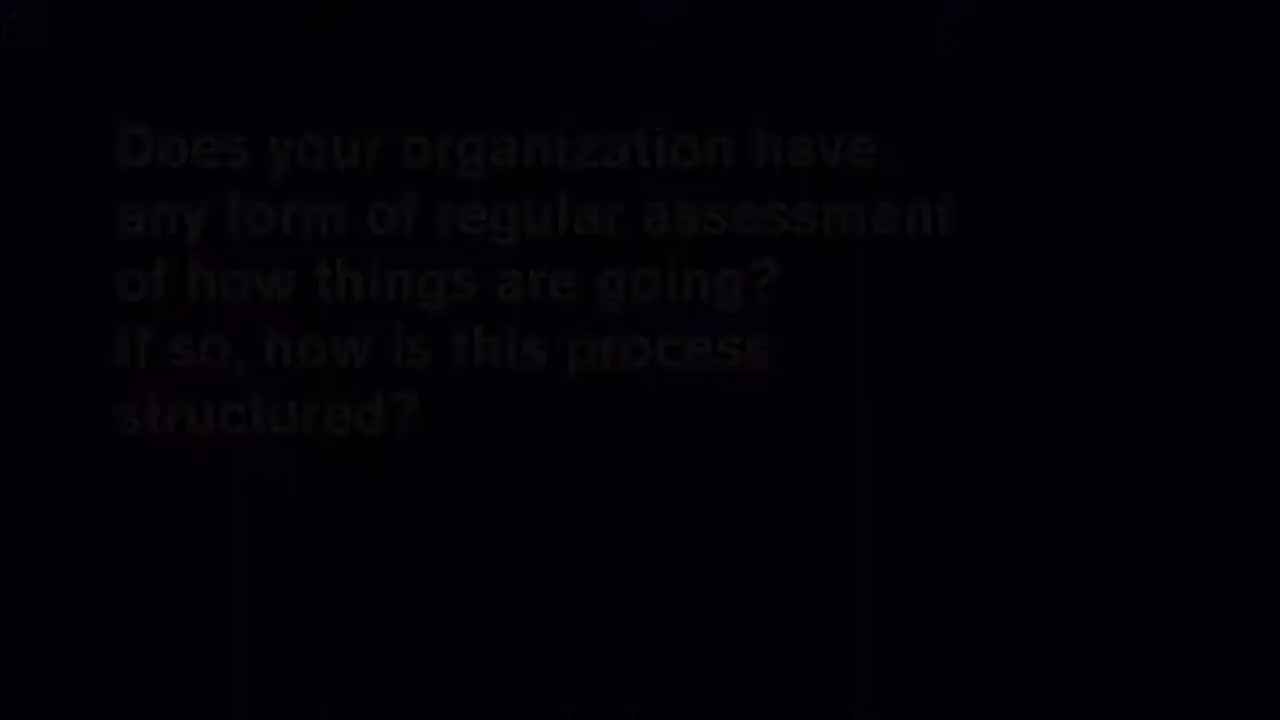 Does your organization have
any form of regular assessment
of how things are going?
If so, how is this process
structured?